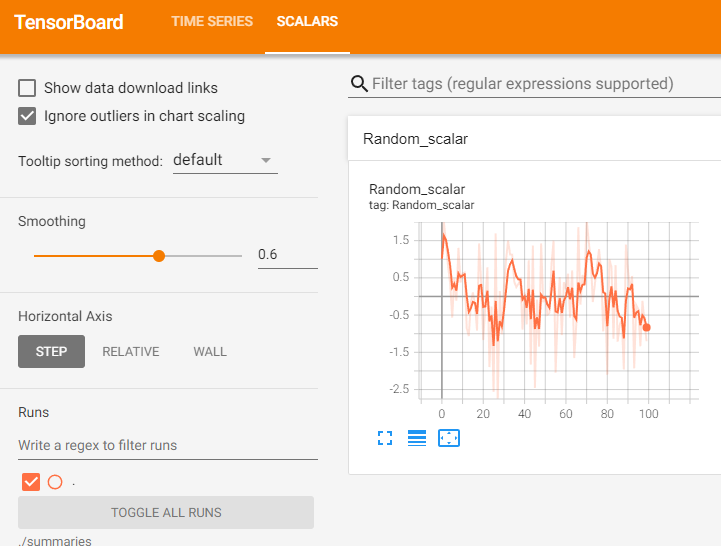 TensorBoard TIME SERIES SCALARS
Show data download links
Ignore outliers in chart scaling
Tooltip sorting method: default
Smoothing
0.6
Horizontal Axis
STEP RELATIVE WALL
Runs
Write a regex to filter runs
.
TOGGLE ALL RUNS
./summaries
Filter tags (regular expressions supported)
Random_scalar
Random_scalar
tag: Random_scalar
1.5
0.5
-0.5
-1.5
-2.5
0 20 40 60 80 100